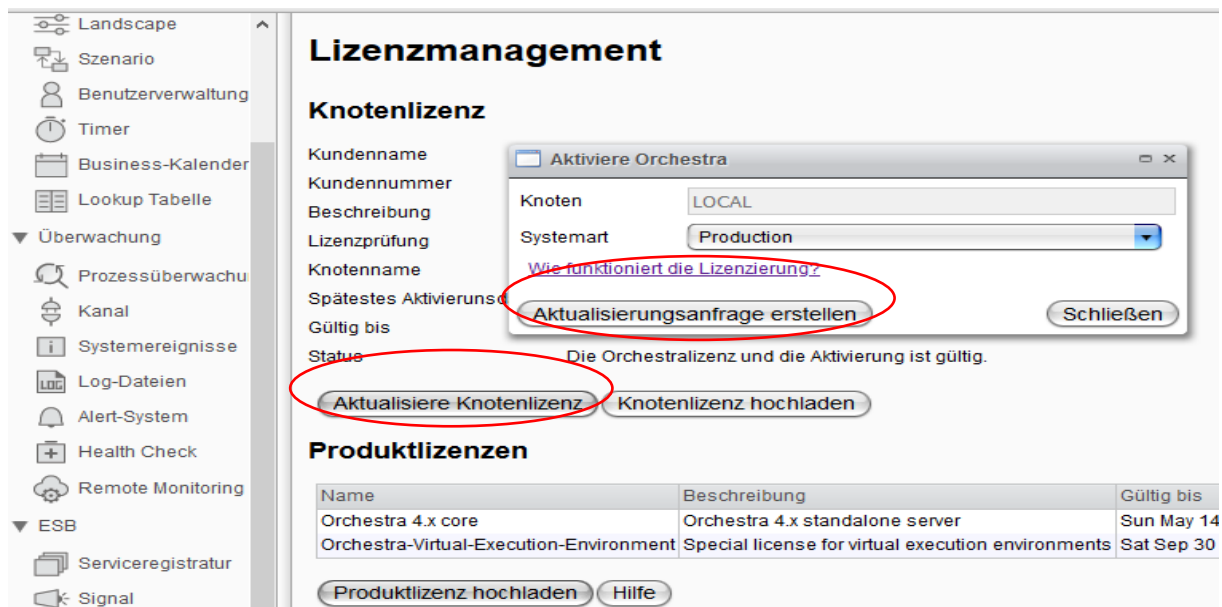 Landscape
Szenario
Benutzerverwaltung
Timer
Business-Kalender
Lookup Tabelle
Überwachung
Prozessüberwachu
Kanal
Systemereignisse
LOG Log-Dateien
Alert-System
Health Check
Remote Monitoring
ESB
Serviceregistratur
Signal
Lizenzmanagement
Knotenlizenz
Kundenname
Kundennummer
Beschreibung
Lizenzprüfung
Knotenname
Spätestes Aktivierungsd
Gültig bis
Status Die Orchestralizenz und die Aktivierung ist gültig.
Aktiviere Orchestra
Knoten LOCAL
Systemart Production
Wie funktioniert die Lizenzierung?
Aktualisierungsanfrage erstellen Schließen
Aktualisiere Knotenlizenz Knotenlizenz hochladen
Produktlizenzen
Name Beschreibung Gültig bis
Orchestra 4.x core Orchestra 4.x standalone server Sun May 14
Orchestra-Virtual-Execution-Environment Special license for virtual execution environments Sat Sep 30
Produktlizenz hochladen Hilfe